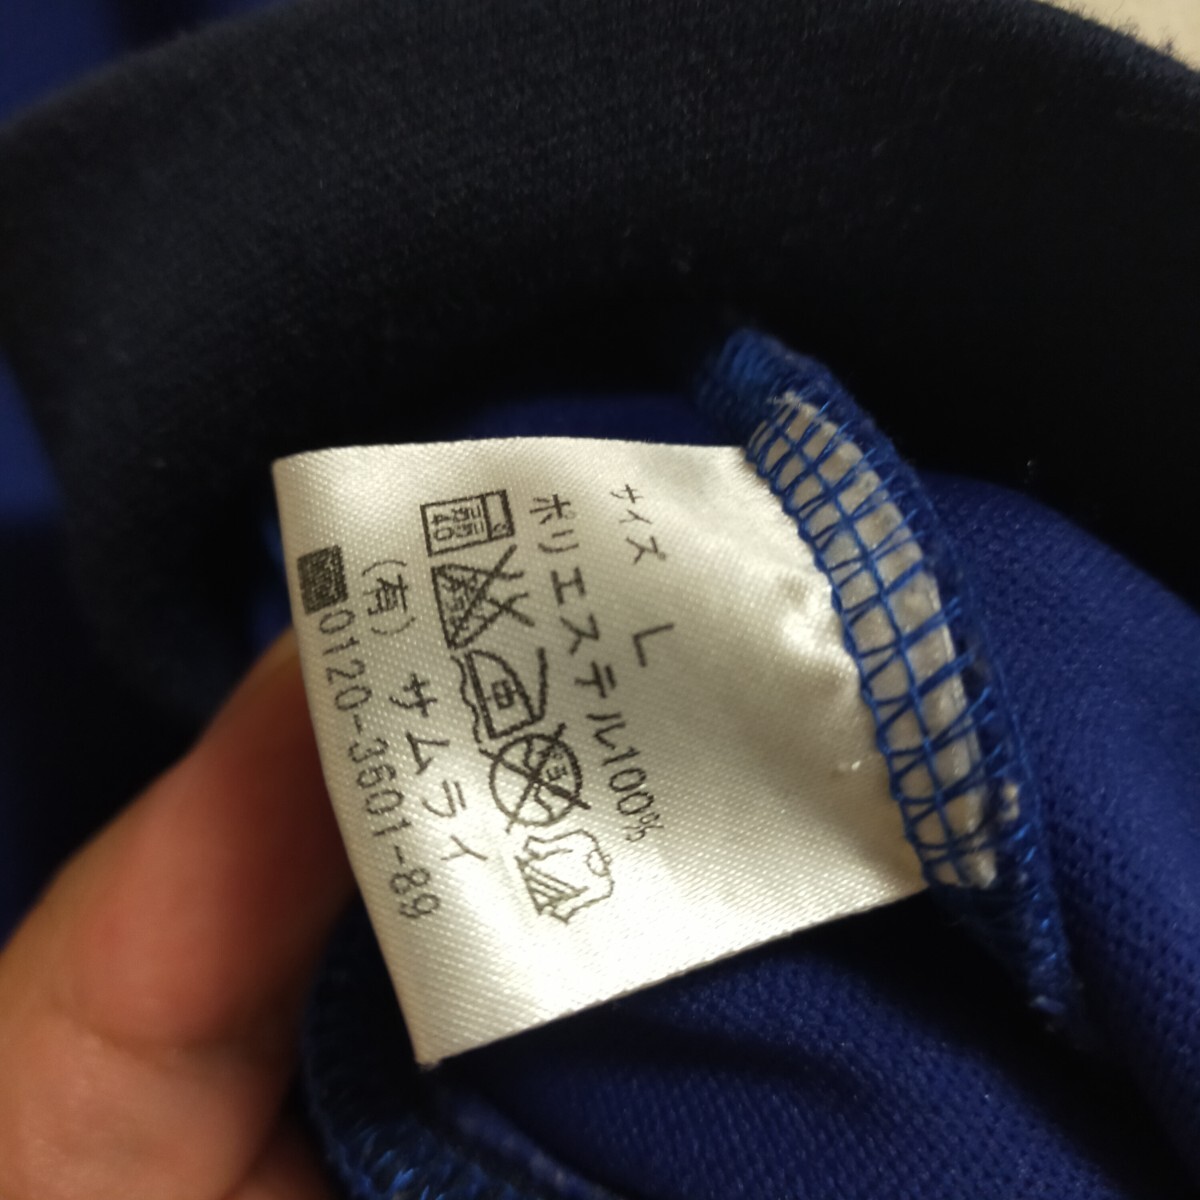 サイズ L
ポリエステル100%
40
中
(有) サムライ
0120-3601-89